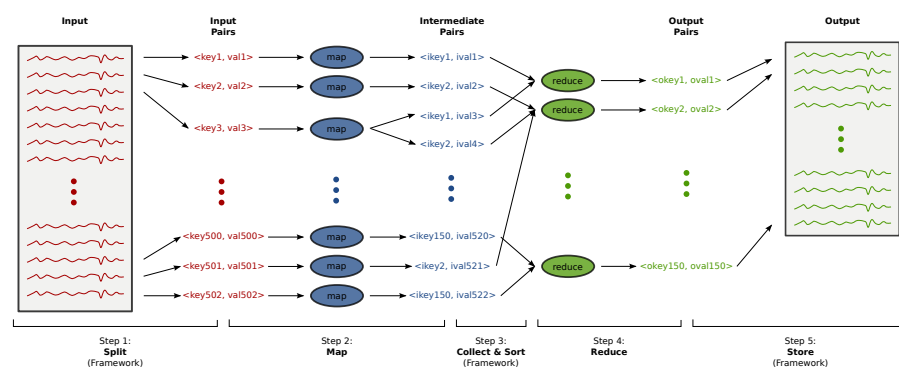 Input
Input
Pairs
Intermediate
Pairs
Output
Pairs
Output
<key1, val1>
map
<ikey1, ival1>
<key2, val2>
map
<ikey2, ival2>
reduce
<okey1, oval1>
<ikey1, ival3>
reduce
<okey2, oval2>
<key3, val3>
map
<ikey2, ival4>
<key500, val500>
map
<ikey150, ival520>
<key501, val501>
map
<ikey2, ival521>
reduce
<okey150, oval150>
<key502, val502>
map
<ikey150, ival522>
Step 1:
Split
(Framework)
Step 2:
Map
Step 3:
Collect & Sort
(Framework)
Step 4:
Reduce
Step 5:
Store
(Framework)